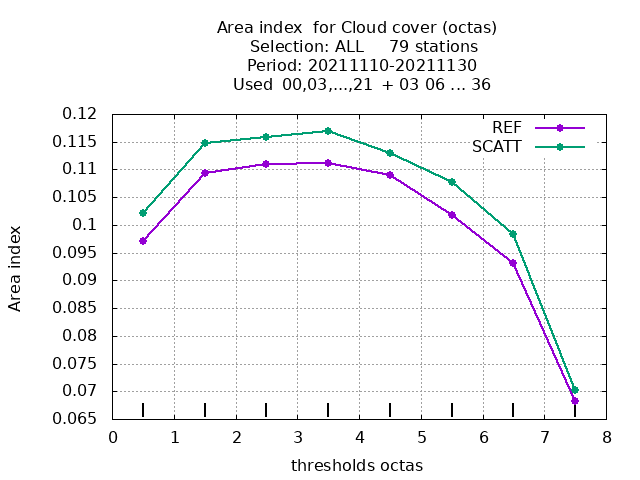 Area index  for Cloud cover (octas)
Selection: ALL     79 stations
Period: 20211110-20211130
Used  00,03,...,21  + 03 06 ... 36
REF
SCATT
0.12
0.115
0.11
0.105
0.1
0.095
0.09
0.085
0.08
0.075
0.07
0.065
Area index
0 1 2 3 4 5 6 7 8
thresholds octas